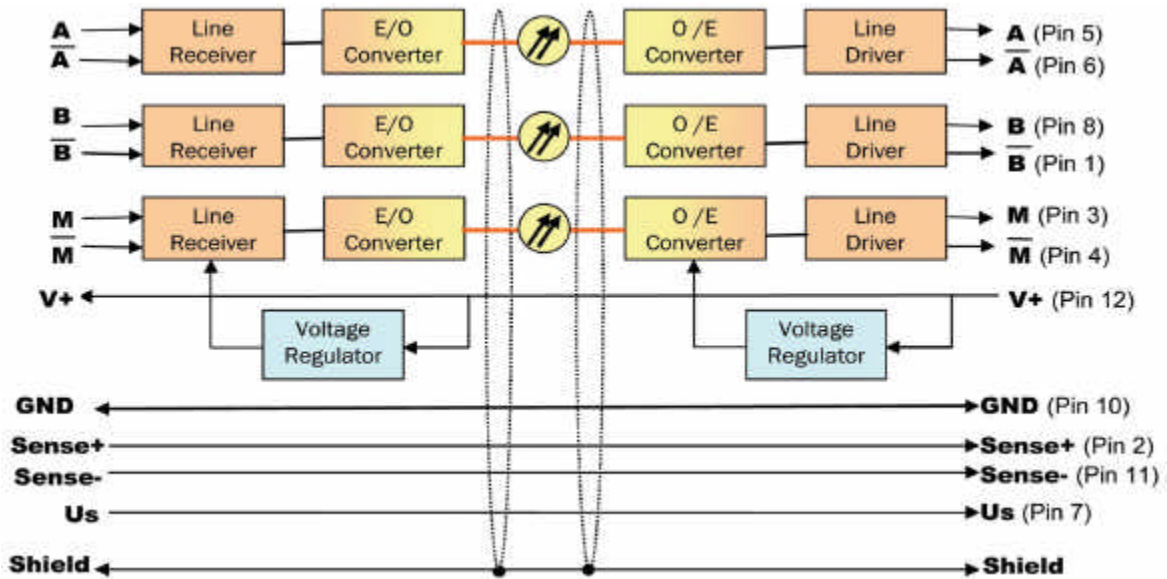 A Line Receiver E/O Converter O /E Converter Line Driver A (Pin 5)
A̅ A̅ (Pin 6)
B Line Receiver E/O Converter O /E Converter Line Driver B (Pin 8)
B̅ B̅ (Pin 1)
M Line Receiver E/O Converter O /E Converter Line Driver M (Pin 3)
M̅ M̅ (Pin 4)
V+ V+ (Pin 12)
Voltage Regulator Voltage Regulator
GND GND (Pin 10)
Sense+ Sense+ (Pin 2)
Sense- Sense- (Pin 11)
Us Us (Pin 7)
Shield Shield